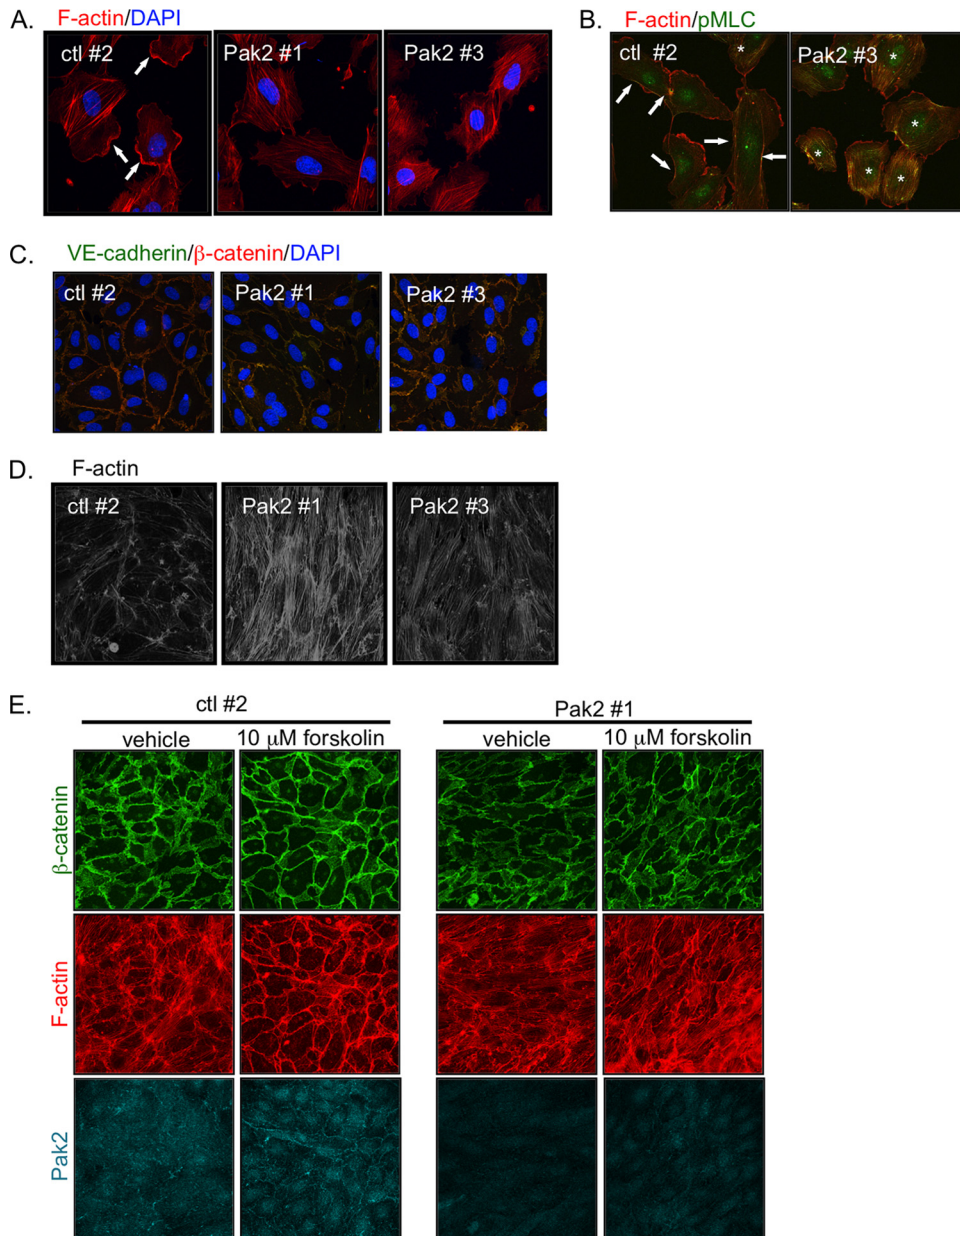 A.
F-actin/DAPI
ctl #2
Pak2 #1
Pak2 #3
B.
F-actin/pMLC
ctl #2
Pak2 #3
*
*
*
*
*
*
C.
VE-cadherin/β-catenin/DAPI
ctl #2
Pak2 #1
Pak2 #3
D.
F-actin
ctl #2
Pak2 #1
Pak2 #3
E.
ctl #2
Pak2 #1
vehicle
10 μM forskolin
vehicle
10 μM forskolin
β-catenin
F-actin
Pak2